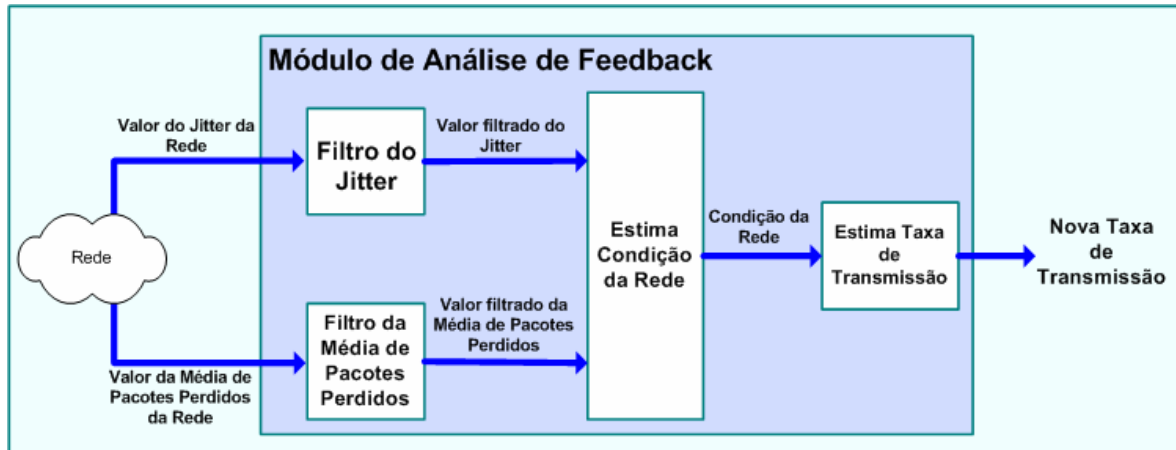 Módulo de Análise de Feedback
Valor do Jitter da
Rede
Filtro do
Jitter
Valor filtrado do
Jitter
Rede
Estima
Condição
da Rede
Condição da
Rede
Estima Taxa
de
Transmissão
Nova Taxa
de
Transmissão
Valor da Média de
Pacotes Perdidos
da Rede
Filtro da
Média de
Pacotes
Perdidos
Valor filtrado da
Média de Pacotes
Perdidos